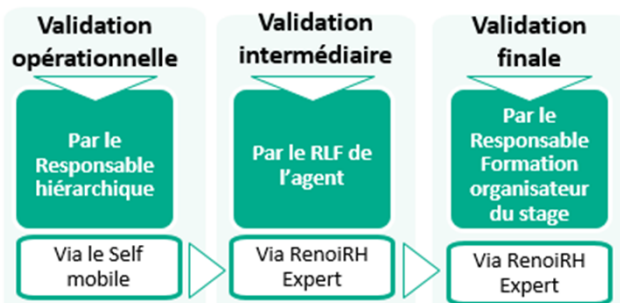 Validation
opérationnelle
Par le
Responsable
hiérarchique
Via le Self
mobile
Validation
intermédiaire
Par le RLF de
l'agent
Via RenoiRH
Expert
Validation
finale
Par le
Responsable
Formation
organisateur
du stage
Via RenoiRH
Expert